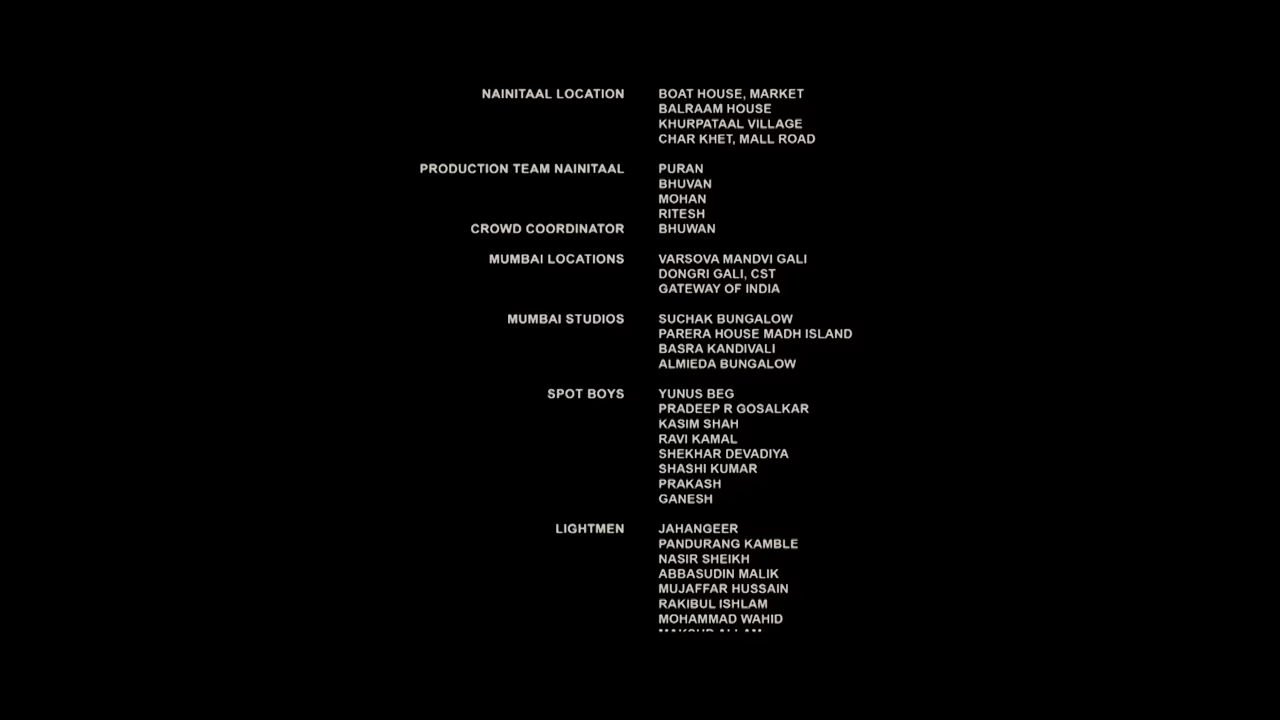 NAINITAAL LOCATION BOAT HOUSE, MARKET
BALRAAM HOUSE
KHURPATAAL VILLAGE
CHAR KHET, MALL ROAD
PRODUCTION TEAM NAINITAAL PURAN
BHUVAN
MOHAN
RITESH
CROWD COORDINATOR BHUWAN
MUMBAI LOCATIONS VARSOVA MANDVI GALI
DONGRI GALI, CST
GATEWAY OF INDIA
MUMBAI STUDIOS SUCHAK BUNGALOW
PARERA HOUSE MADH ISLAND
BASRA KANDIVALI
ALMIEDA BUNGALOW
SPOT BOYS YUNUS BEG
PRADEEP R GOSALKAR
KASIM SHAH
RAVI KAMAL
SHEKHAR DEVADIYA
SHASHI KUMAR
PRAKASH
GANESH
LIGHTMEN JAHANGEER
PANDURANG KAMBLE
NASIR SHEIKH
ABBASUDIN MALIK
MUJAFFAR HUSSAIN
RAKIBUL ISHLAM
MOHAMMAD WAHID